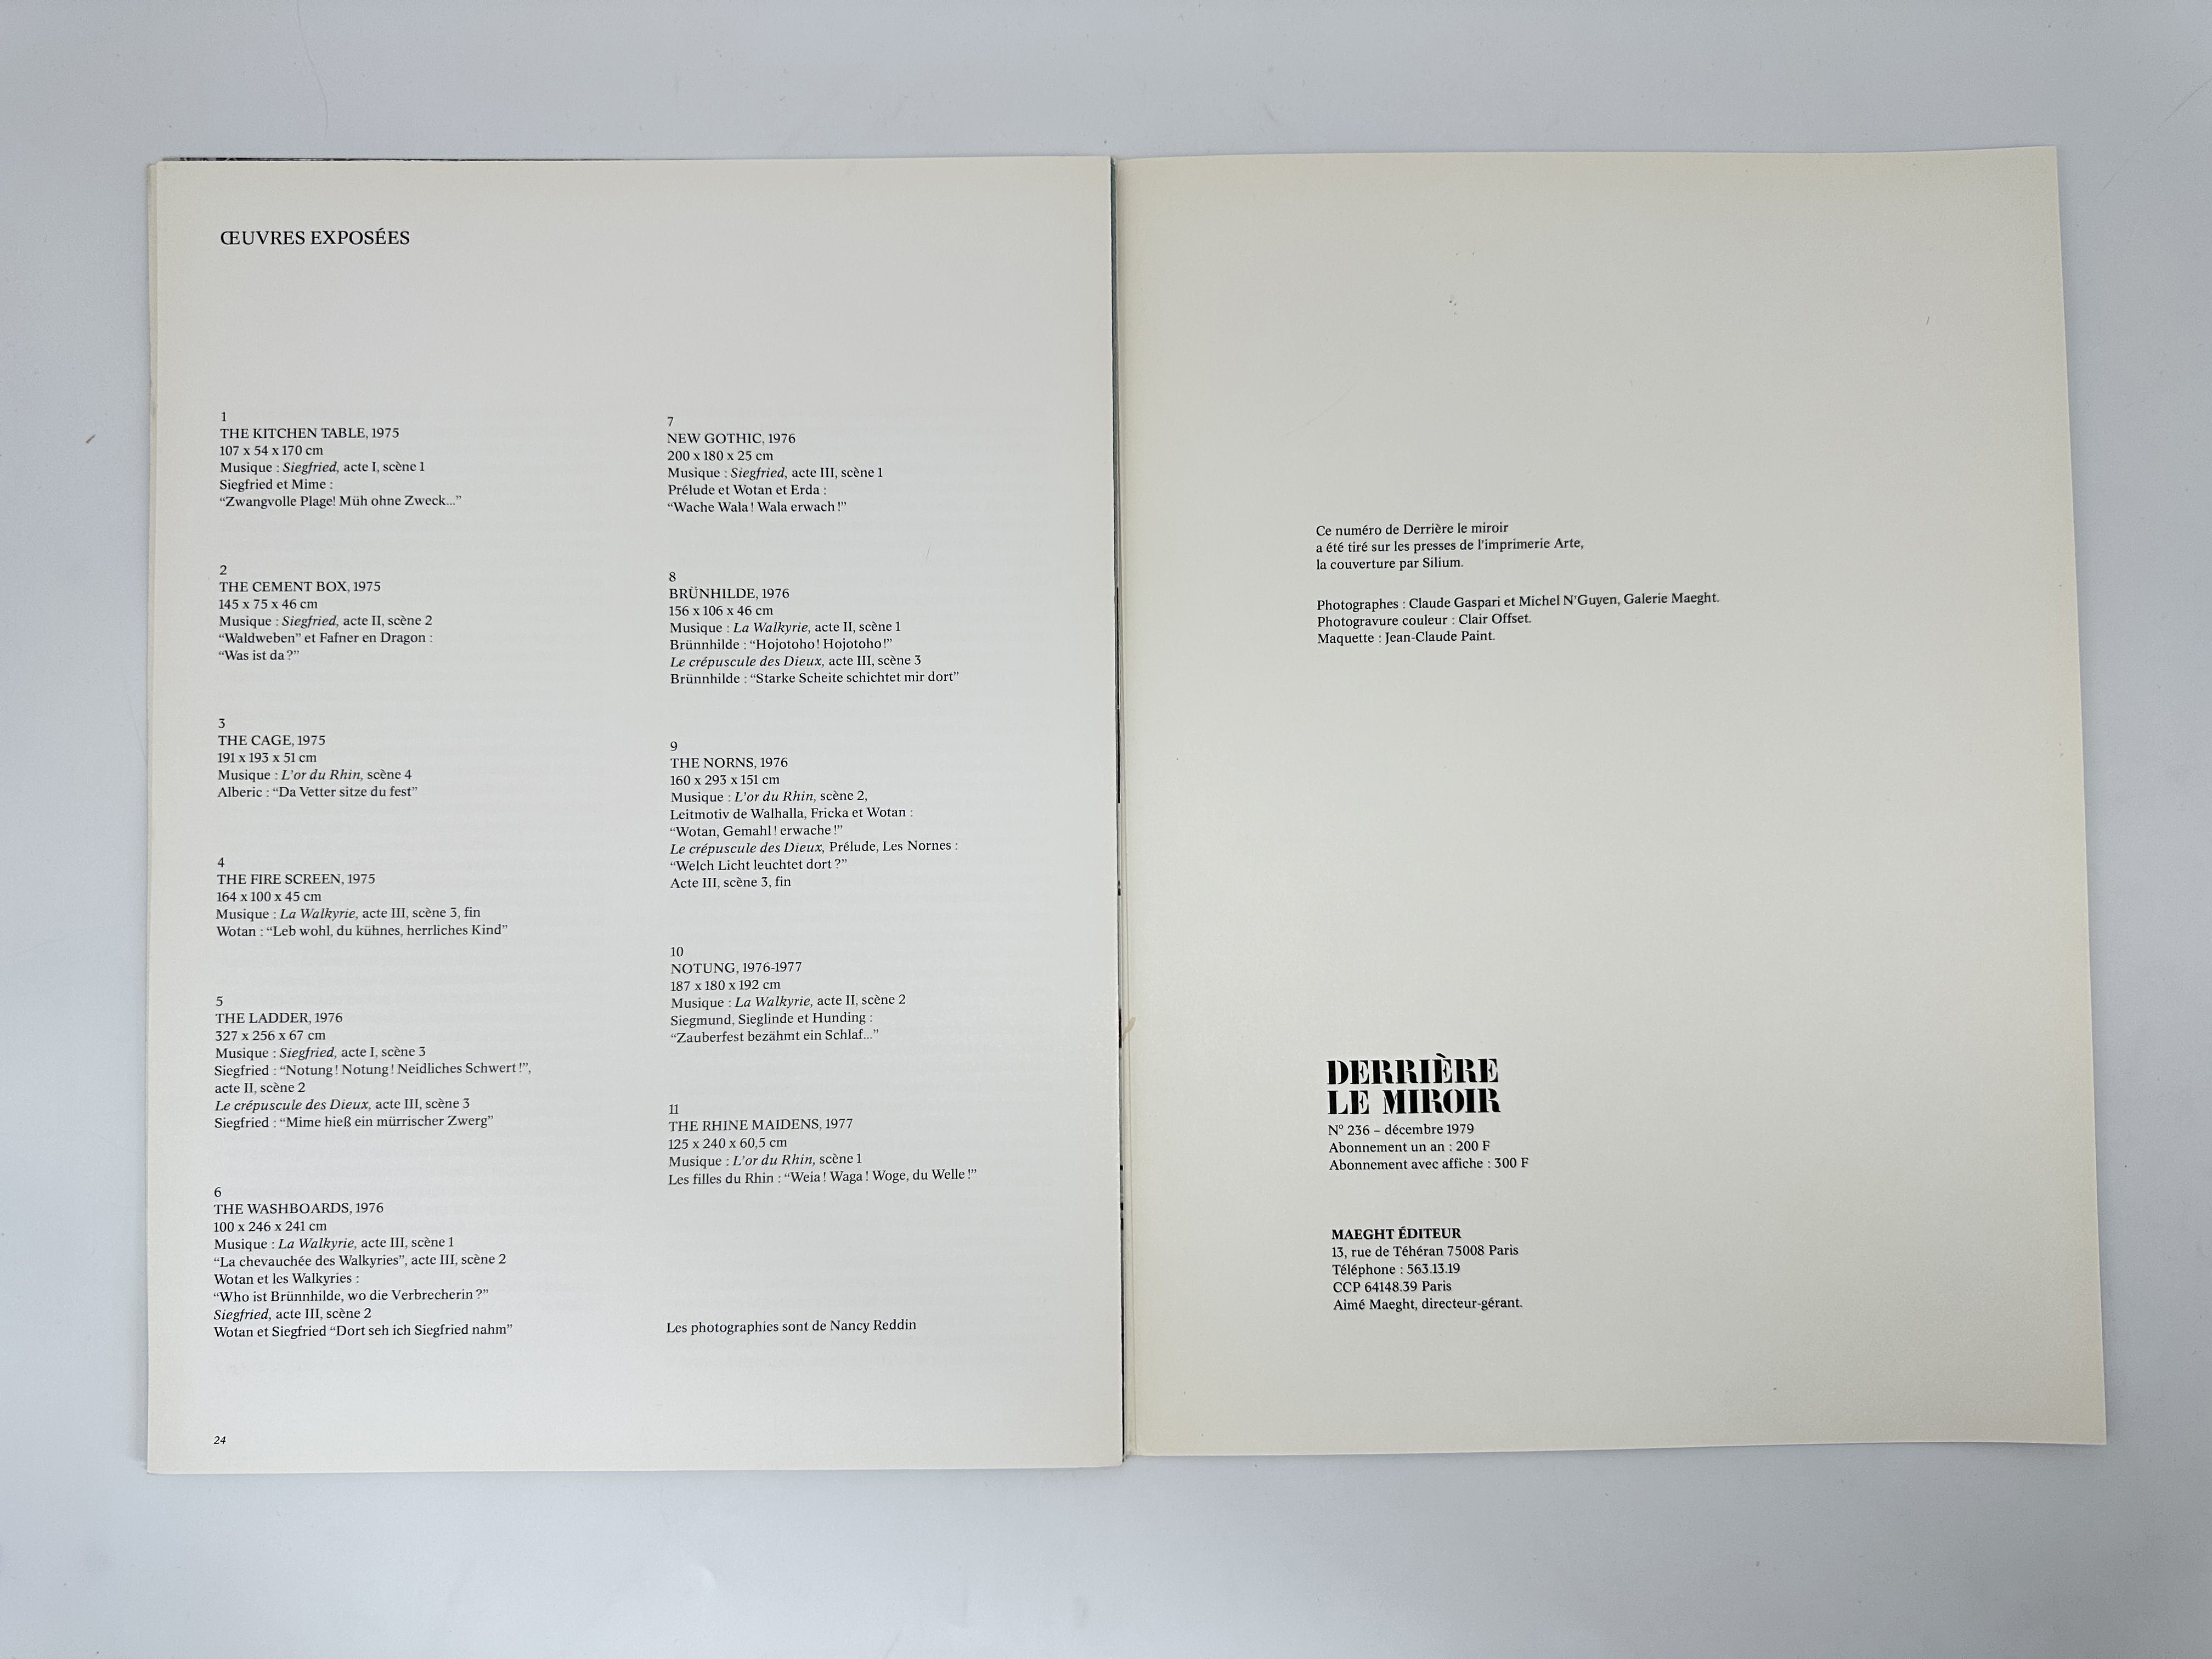 ŒUVRES EXPOSÉES
1
THE KITCHEN TABLE, 1975
107 x 54 x 170 cm
Musique : Siegfried, acte I, scène 1
Siegfried et Mime :
“Zwangvolle Plage! Müh ohne Zweck...”
2
THE CEMENT BOX, 1975
145 x 75 x 46 cm
Musique : Siegfried, acte II, scène 2
“Waldweben” et Fafner en Dragon :
“Was ist da ?”
3
THE CAGE, 1975
191 x 193 x 51 cm
Musique : L’or du Rhin, scène 4
Alberic : “Da Vetter sitze du fest”
4
THE FIRE SCREEN, 1975
164 x 100 x 45 cm
Musique : La Walkyrie, acte III, scène 3, fin
Wotan : “Leb wohl, du kühnes, herrliches Kind”
5
THE LADDER, 1976
327 x 256 x 67 cm
Musique : Siegfried, acte I, scène 3
Siegfried : “Notung ! Notung ! Neidliches Schwert !”,
acte II, scène 2
Le crépuscule des Dieux, acte III, scène 3
Siegfried : “Mime hieß ein mürrischer Zwerg”
6
THE WASHBOARDS, 1976
100 x 246 x 241 cm
Musique : La Walkyrie, acte III, scène 1
“La chevauchée des Walkyries”, acte III, scène 2
Wotan et les Walkyries :
“Who ist Brünnhilde, wo die Verbrecherin ?”
Siegfried, acte III, scène 2
Wotan et Siegfried “Dort seh ich Siegfried nahm”
7
NEW GOTHIC, 1976
200 x 180 x 25 cm
Musique : Siegfried, acte III, scène 1
Prélude et Wotan et Erda :
“Wache Wala ! Wala erwach !”
8
BRÜNHILDE, 1976
156 x 106 x 46 cm
Musique : La Walkyrie, acte II, scène 1
Brünnhilde : “Hojotoho ! Hojotoho !”
Le crépuscule des Dieux, acte III, scène 3
Brünnhilde : “Starke Scheite schichtet mir dort”
9
THE NORNS, 1976
160 x 293 x 151 cm
Musique : L’or du Rhin, scène 2,
Leitmotiv de Walhalla, Fricka et Wotan :
“Wotan, Gemahl ! erwache !”
Le crépuscule des Dieux, Prélude, Les Nornes :
“Welch Licht leuchtet dort ?”
Acte III, scène 3, fin
10
NOTUNG, 1976-1977
187 x 180 x 192 cm
Musique : La Walkyrie, acte II, scène 2
Siegmund, Sieglinde et Hunding :
“Zauberfest bezähmt ein Schlaf...”
11
THE RHINE MAIDENS, 1977
125 x 240 x 60,5 cm
Musique : L’or du Rhin, scène 1
Les filles du Rhin : “Weia ! Waga ! Woge, du Welle !”
Les photographies sont de Nancy Reddin
24
Ce numéro de Derrière le miroir
a été tiré sur les presses de l’imprimerie Arte,
la couverture par Silium.
Photographes : Claude Gaspari et Michel N’Guyen, Galerie Maeght.
Photogravure couleur : Clair Offset.
Maquette : Jean-Claude Paint.
DERRIÈRE
LE MIROIR
N° 236 – décembre 1979
Abonnement un an : 200 F
Abonnement avec affiche : 300 F
MAEGHT ÉDITEUR
13, rue de Téhéran 75008 Paris
Téléphone : 563.13.19
CCP 64148.39 Paris
Aimé Maeght, directeur-gérant.